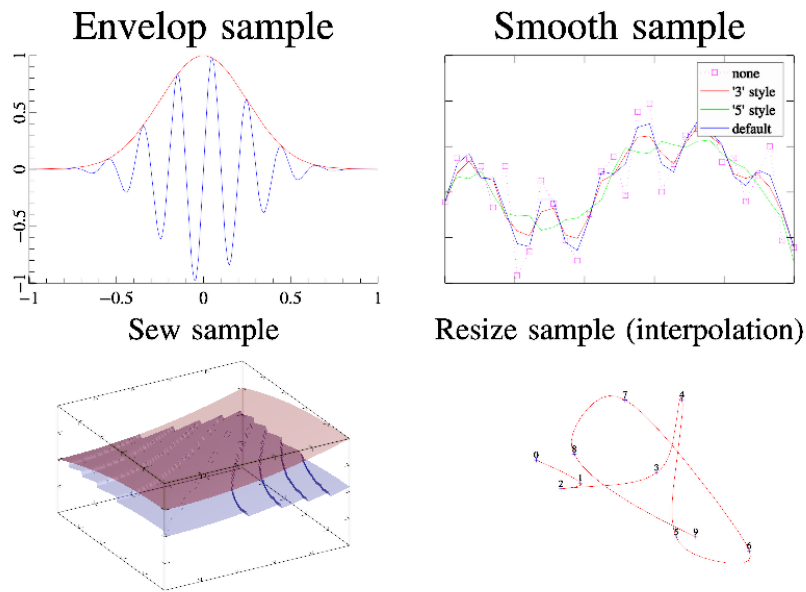 Envelop sample
Smooth sample
1
0.5
0
−0.5
−1
−1
−0.5
0
0.5
1
none
'3' style
'5' style
default
Sew sample
Resize sample (interpolation)
7
4
0
8
3
1
2
5
9
6